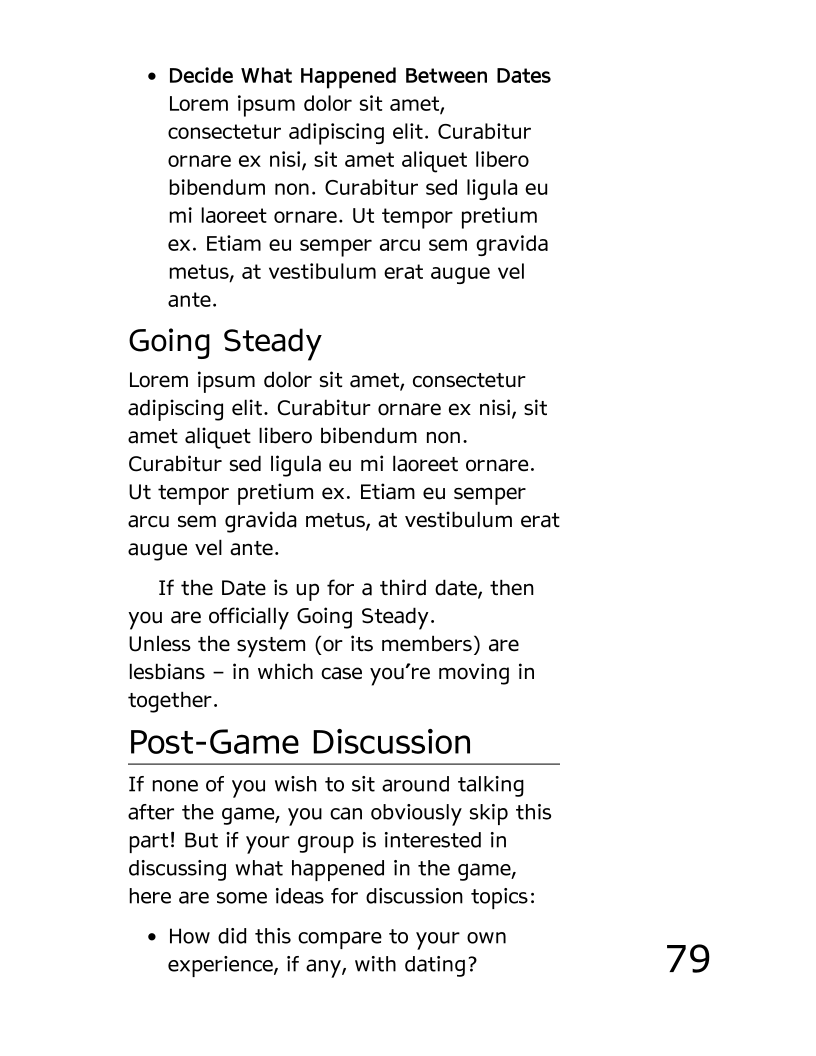 • Decide What Happened Between Dates
Lorem ipsum dolor sit amet,
consectetur adipiscing elit. Curabitur
ornare ex nisi, sit amet aliquet libero
bibendum non. Curabitur sed ligula eu
mi laoreet ornare. Ut tempor pretium
ex. Etiam eu semper arcu sem gravida
metus, at vestibulum erat augue vel
ante.
Going Steady
Lorem ipsum dolor sit amet, consectetur
adipiscing elit. Curabitur ornare ex nisi, sit
amet aliquet libero bibendum non.
Curabitur sed ligula eu mi laoreet ornare.
Ut tempor pretium ex. Etiam eu semper
arcu sem gravida metus, at vestibulum erat
augue vel ante.
If the Date is up for a third date, then
you are officially Going Steady.
Unless the system (or its members) are
lesbians – in which case you’re moving in
together.
Post-Game Discussion
If none of you wish to sit around talking
after the game, you can obviously skip this
part! But if your group is interested in
discussing what happened in the game,
here are some ideas for discussion topics:
• How did this compare to your own
experience, if any, with dating?
79